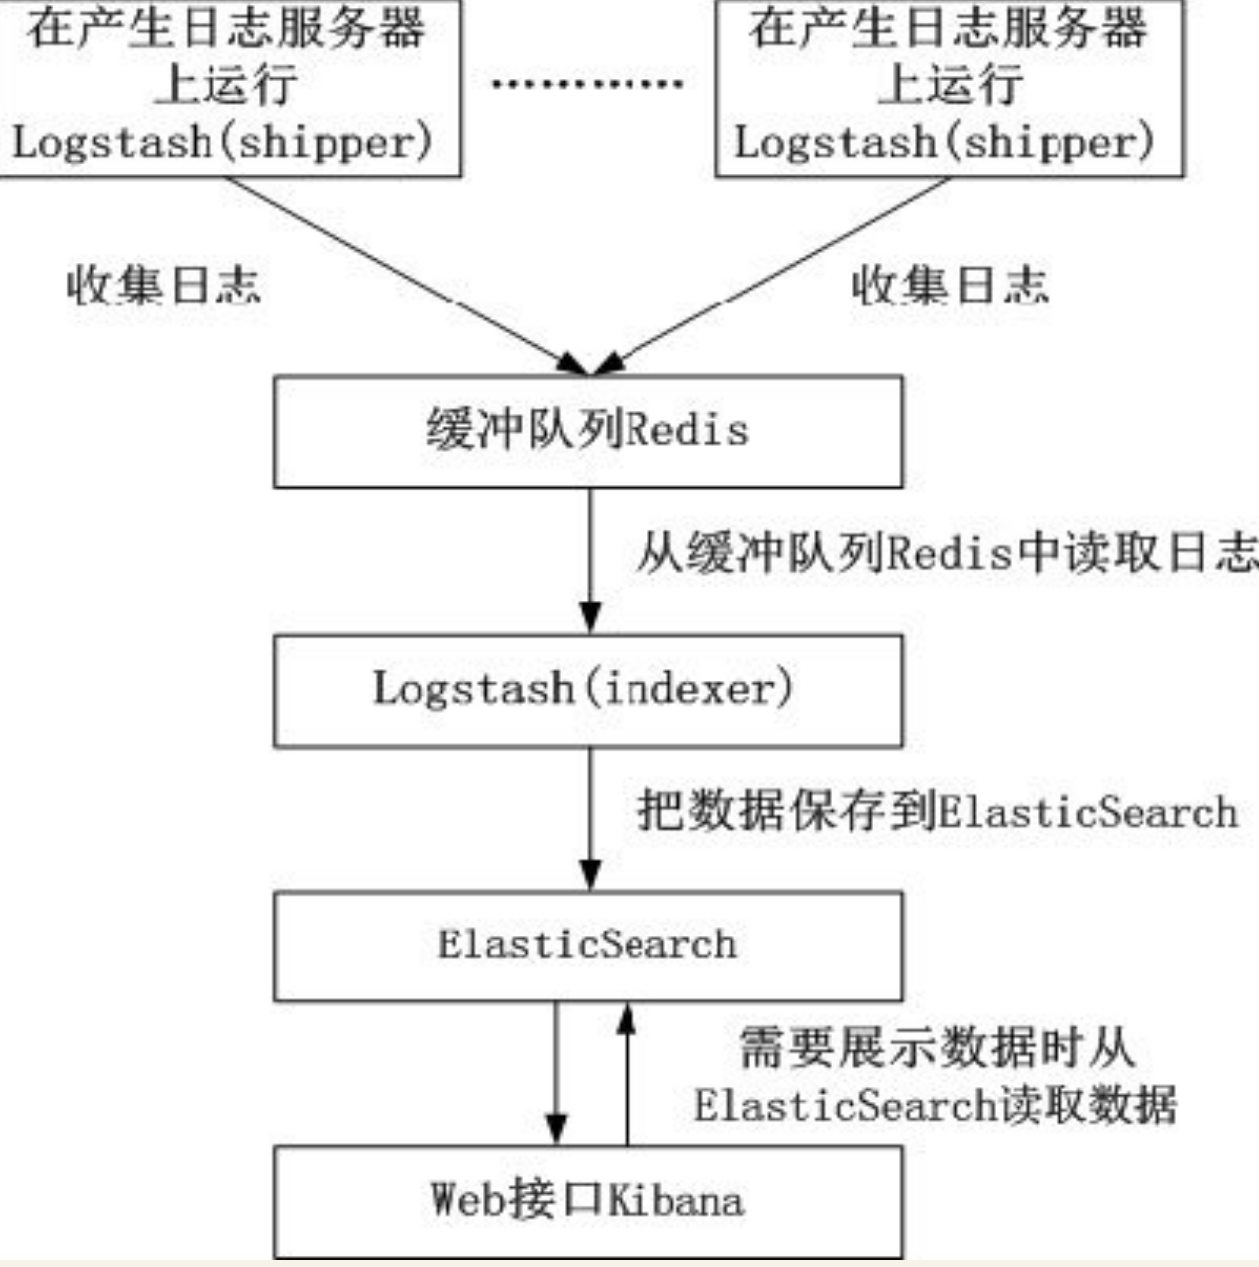 在产生日志服务器
上运行
Logstash(shipper)
…………
在产生日志服务器
上运行
Logstash(shipper)
收集日志
收集日志
缓冲队列Redis
从缓冲队列Redis中读取日志
Logstash(indexer)
把数据保存到ElasticSearch
ElasticSearch
需要展示数据时从
ElasticSearch读取数据
Web接口Kibana